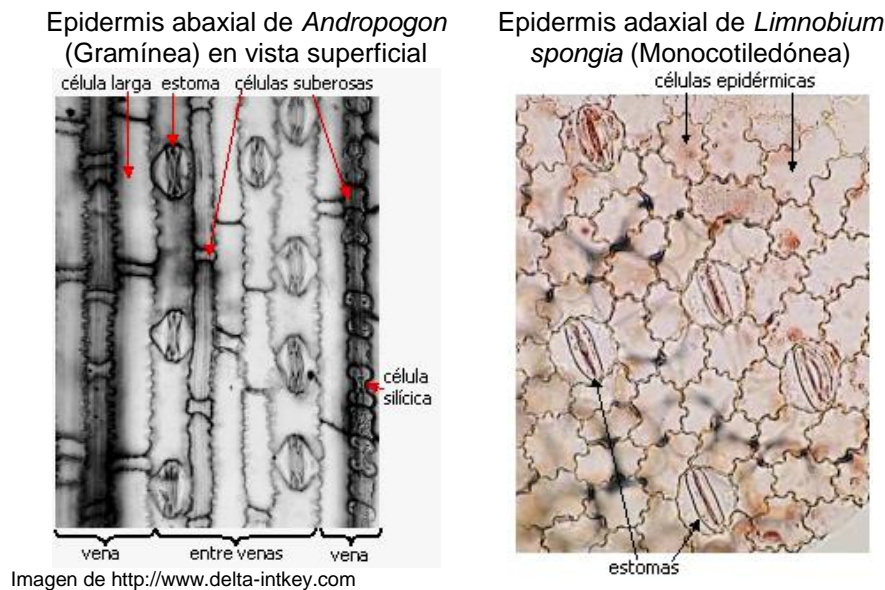 Epidermis abaxial de Andropogon
(Gramínea) en vista superficial
célula larga estoma células suberosas
célula
silícica
vena entre venas vena
Imagen de http://www.delta-intkey.com
Epidermis adaxial de Limnobium
spongia (Monocotiledónea)
células epidérmicas
estomas